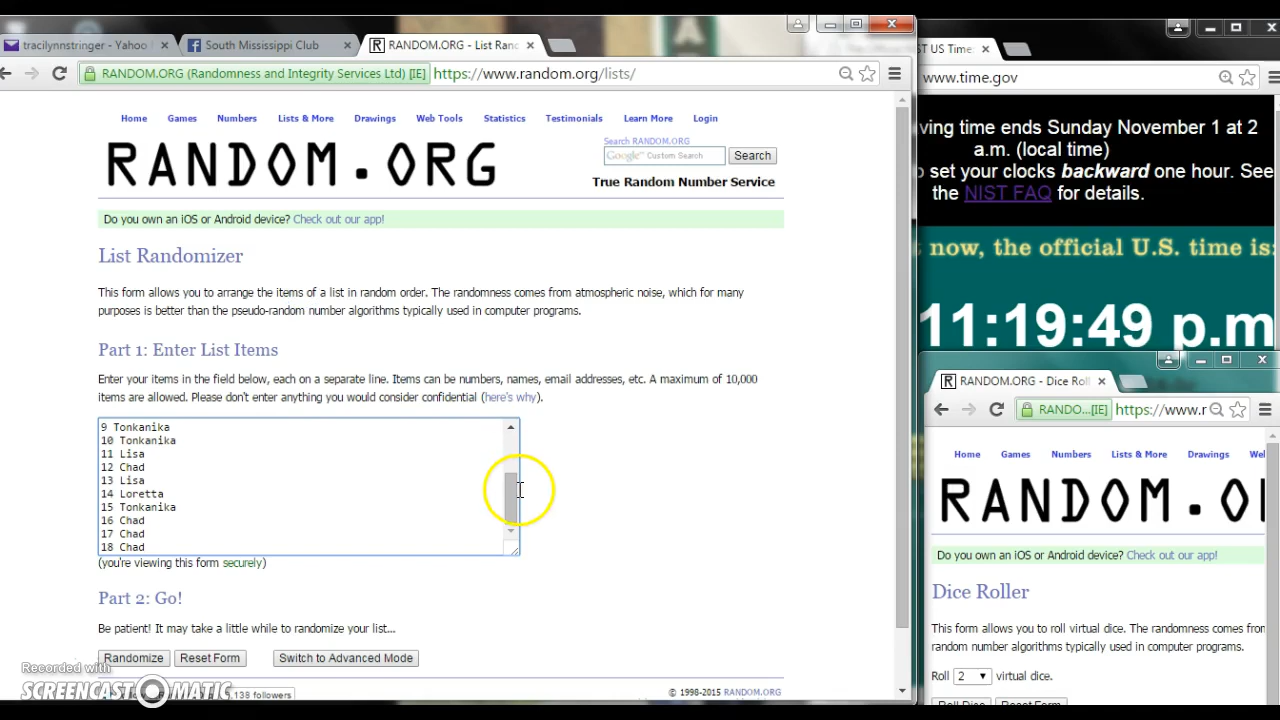 tracilynnstringer - Yahoo
South Mississippi Club
RANDOM.ORG - List Ran
RANDOM.ORG (Randomness and Integrity Services Ltd) [IE]
https://www.random.org/lists/
Home Games Numbers Lists & More Drawings Web Tools Statistics Testimonials Learn More Login
RANDOM.ORG
Search RANDOM.ORG
Google Custom Search
Search
True Random Number Service
Do you own an iOS or Android device? Check out our app!
List Randomizer
This form allows you to arrange the items of a list in random order. The randomness comes from atmospheric noise, which for many
purposes is better than the pseudo-random number algorithms typically used in computer programs.
Part 1: Enter List Items
Enter your items in the field below, each on a separate line. Items can be numbers, names, email addresses, etc. A maximum of 10,000
items are allowed. Please don't enter anything you would consider confidential (here's why).
9 Tonkanika
10 Tonkanika
11 Lisa
12 Chad
13 Lisa
14 Loretta
15 Tonkanika
16 Chad
17 Chad
18 Chad
(you're viewing this form securely)
Part 2: Go!
Be patient! It may take a little while to randomize your list...
Randomize Reset Form Switch to Advanced Mode
138 followers
© 1998-2015 RANDOM.ORG
Recorded with
SCREENCAST-O-MATIC
ST US Time
www.time.gov
ving time ends Sunday November 1 at 2
a.m. (local time)
o set your clocks backward one hour. See
the NIST FAQ for details.
t now, the official U.S. time is:
11:19:49 p.m
RANDOM.ORG - Dice Roll
RANDO...[IE] https://www.r
Home Games Numbers Lists & More Drawings We
RANDOM.O
Do you own an iOS or Android device? Check out our app!
Dice Roller
This form allows you to roll virtual dice. The randomness comes from
random number algorithms typically used in computer programs.
Roll 2 virtual dice.
Roll Dice Reset Form